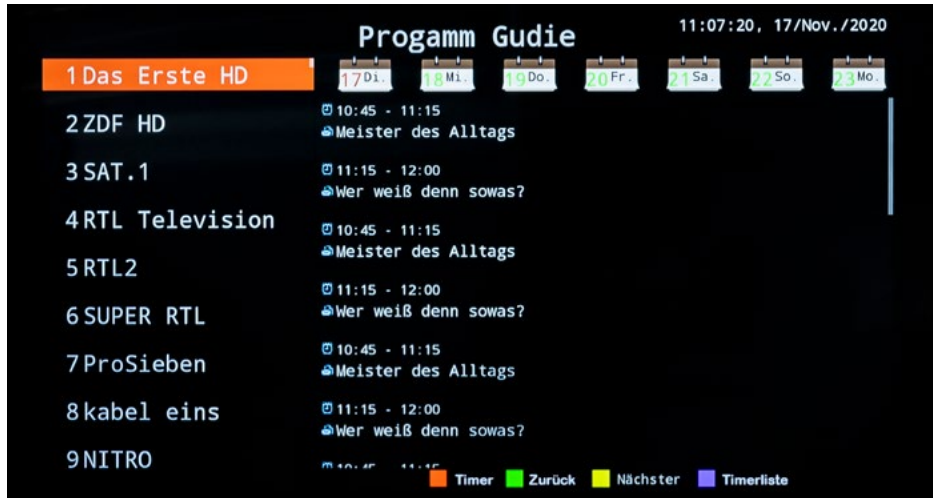 Progamm Gudie
11:07:20, 17/Nov./2020
17 Di.
18 Mi.
19 Do.
20 Fr.
21 Sa.
22 So.
23 Mo.
1 Das Erste HD
2 ZDF HD
3 SAT.1
4 RTL Television
5 RTL2
6 SUPER RTL
7 ProSieben
8 kabel eins
9 NITRO
10:45 - 11:15
Meister des Alltags
11:15 - 12:00
Wer weiß denn sowas?
10:45 - 11:15
Meister des Alltags
11:15 - 12:00
Wer weiß denn sowas?
10:45 - 11:15
Meister des Alltags
11:15 - 12:00
Wer weiß denn sowas?
Timer
Zurück
Nächster
Timerliste